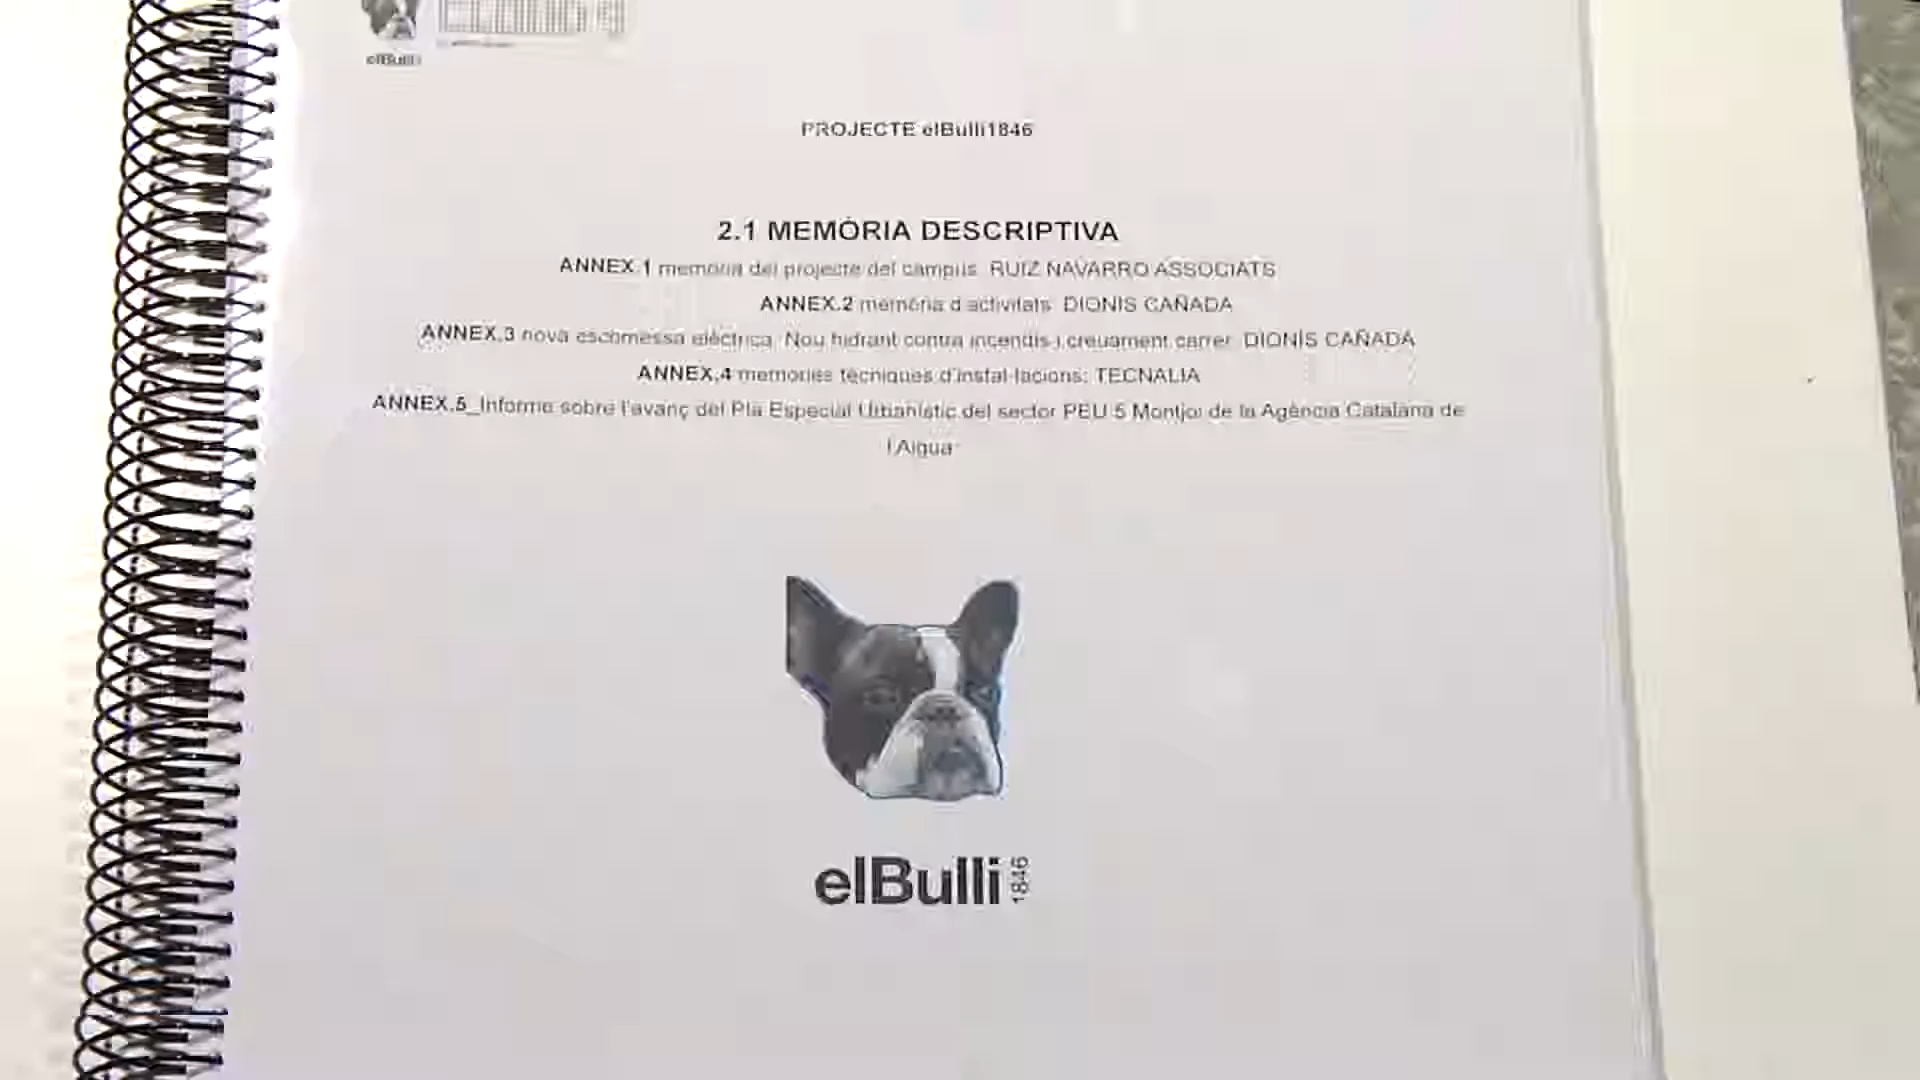 elBulli
PROJECTE elBulli1846
2.1 MEMÒRIA DESCRIPTIVA
ANNEX.1 memòria del projecte del campus. RUIZ NAVARRO ASSOCIATS
ANNEX.2 memòria d'activitats. DIONÍS CAÑADA
ANNEX.3 nova escomessa elèctrica. Nou hidrant contra incendis i creuament carrer. DIONÍS CAÑADA
ANNEX.4 memories tècniques d'instal·lacions: TECNALIA
ANNEX.5_Informe sobre l'avanç del Pla Especial Urbanístic del sector PEU 5 Montjoi de la Agència Catalana de
l'Aigua
elBulli 1846